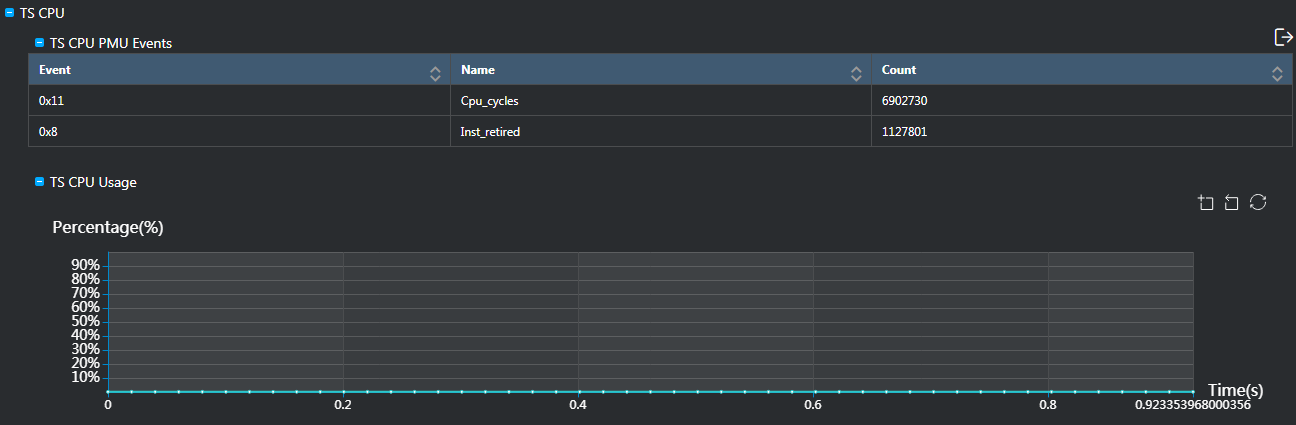 TS CPU
TS CPU PMU Events
Event Name Count
0x11 Cpu_cycles 6902730
0x8 Inst_retired 1127801
TS CPU Usage
Percentage(%)
90%
80%
70%
60%
50%
40%
30%
20%
10%
Time(s)
0 0.2 0.4 0.6 0.8 0.923353968000356